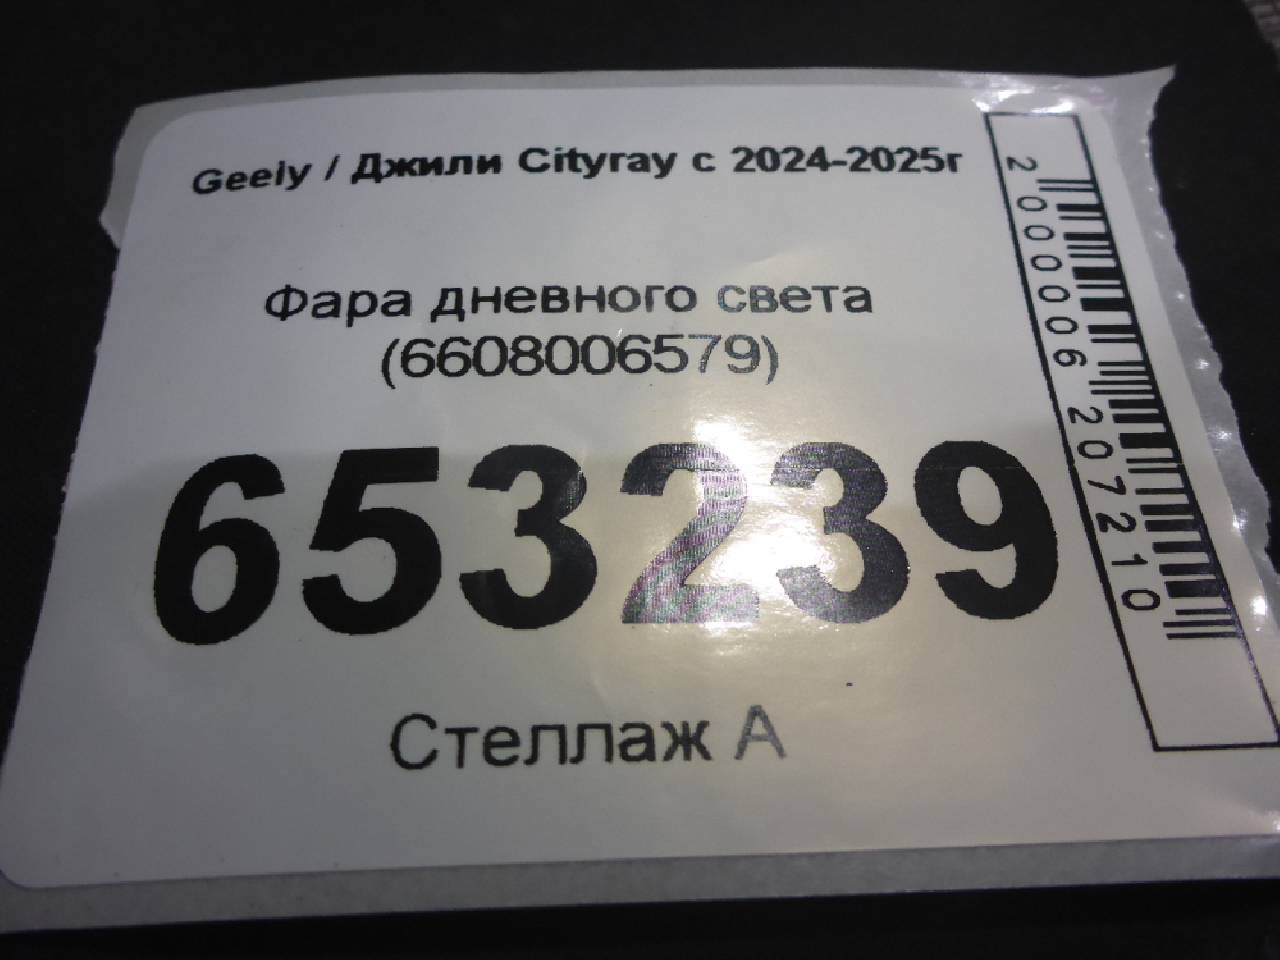 Geely / Джили Cityray с 2024-2025г
Фара дневного света
(6608006579)
653239
Стеллаж А
2000006207210